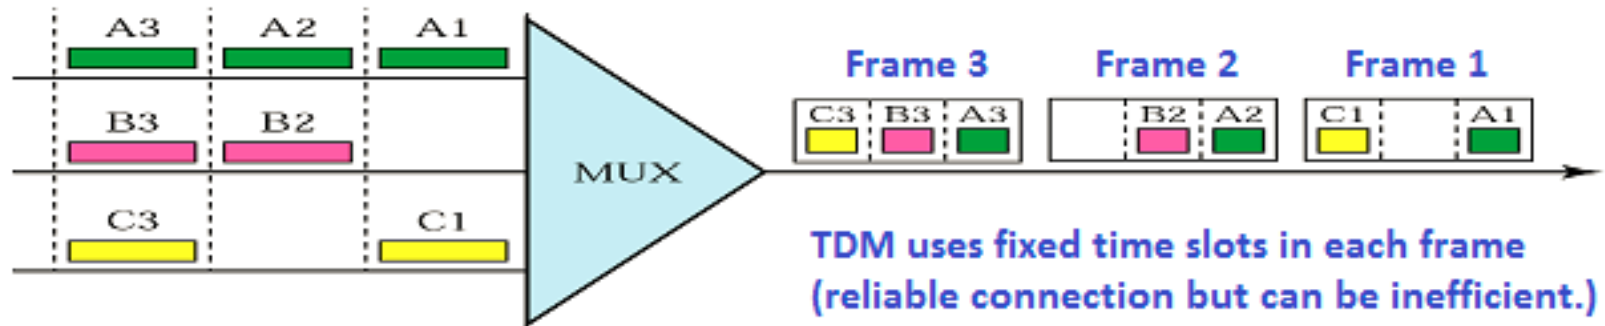 A3 A2 A1
Frame 3 Frame 2 Frame 1
C3 B3 A3 B2 A2 C1 A1
B3 B2
MUX
C3 C1
TDM uses fixed time slots in each frame
(reliable connection but can be inefficient.)